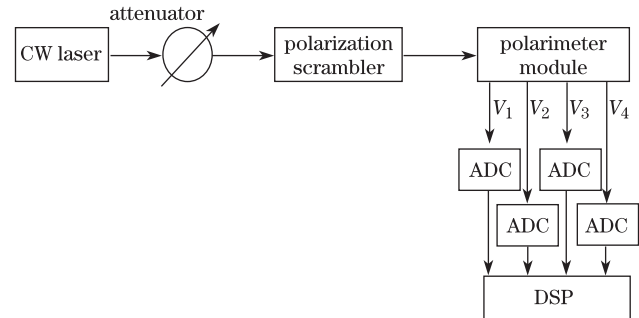 attenuator
CW laser
polarization
scrambler
polarimeter
module
V1 V2 V3 V4
ADC ADC
ADC ADC
DSP